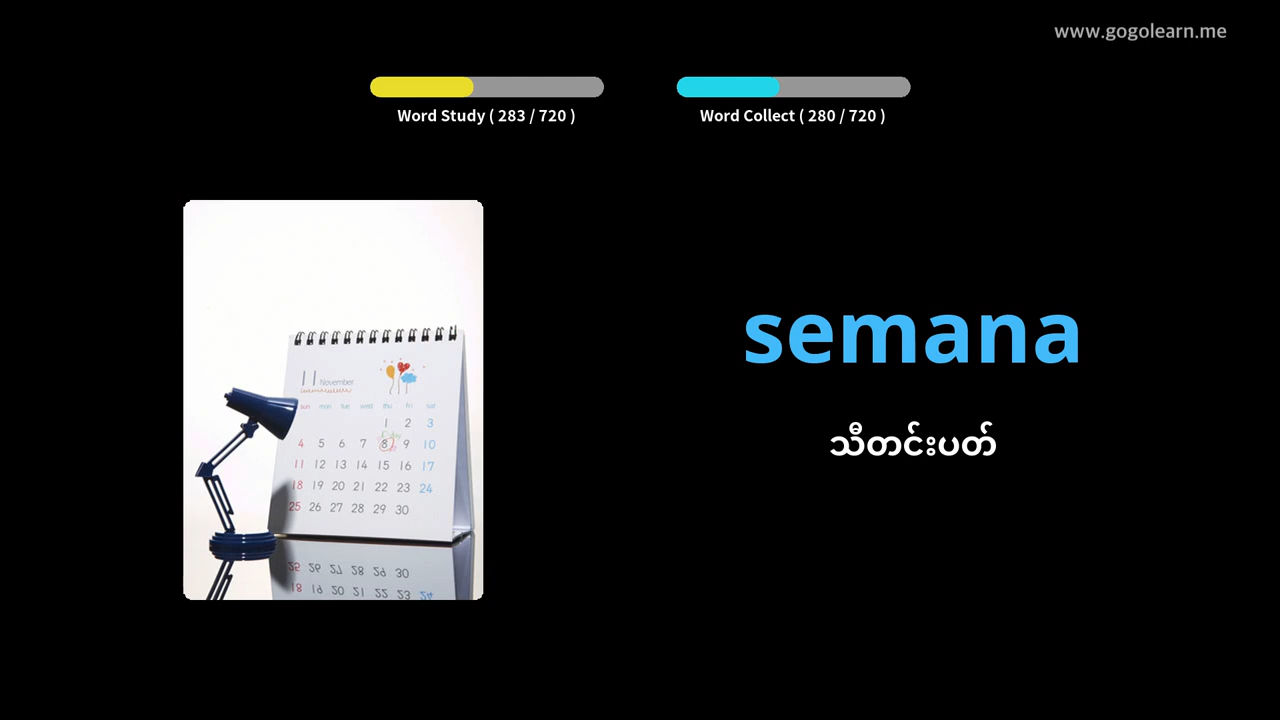 www.gogolearn.me
Word Study ( 283 / 720 )
Word Collect ( 280 / 720 )
semana
သီတင်းပတ်
11 November
sun mon tue wed thu fri sat
1 2 3
4 5 6 7 8 9 10
11 12 13 14 15 16 17
18 19 20 21 22 23 24
25 26 27 28 29 30